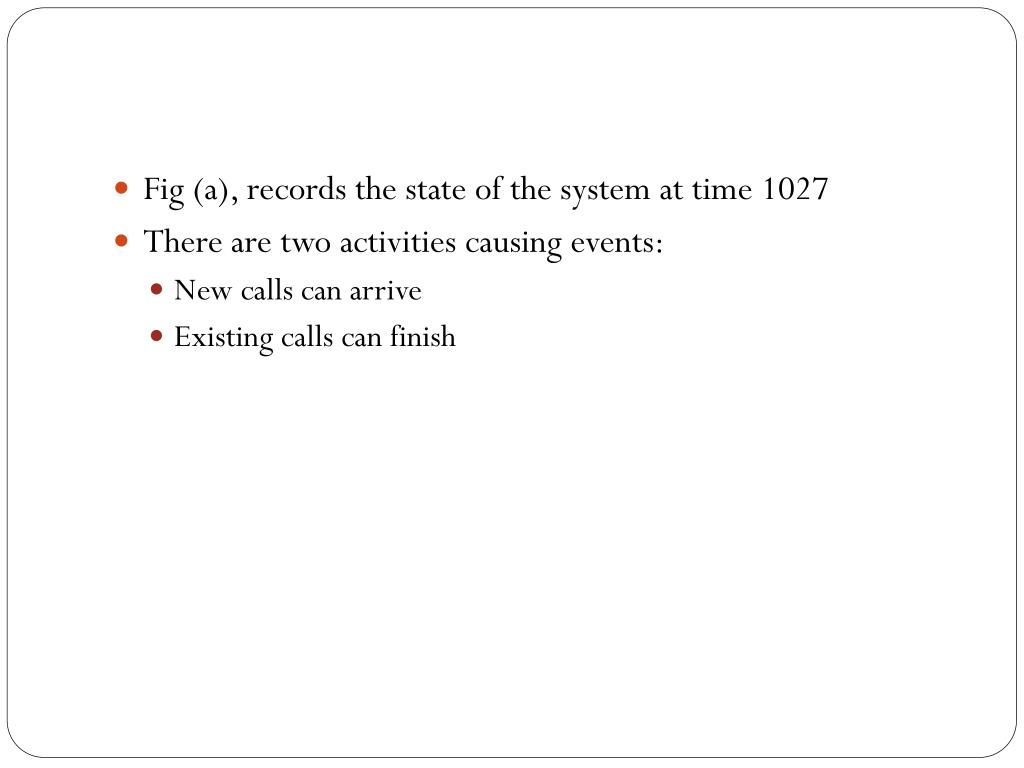 Fig (a), records the state of the system at time 1027
There are two activities causing events:
New calls can arrive
Existing calls can finish